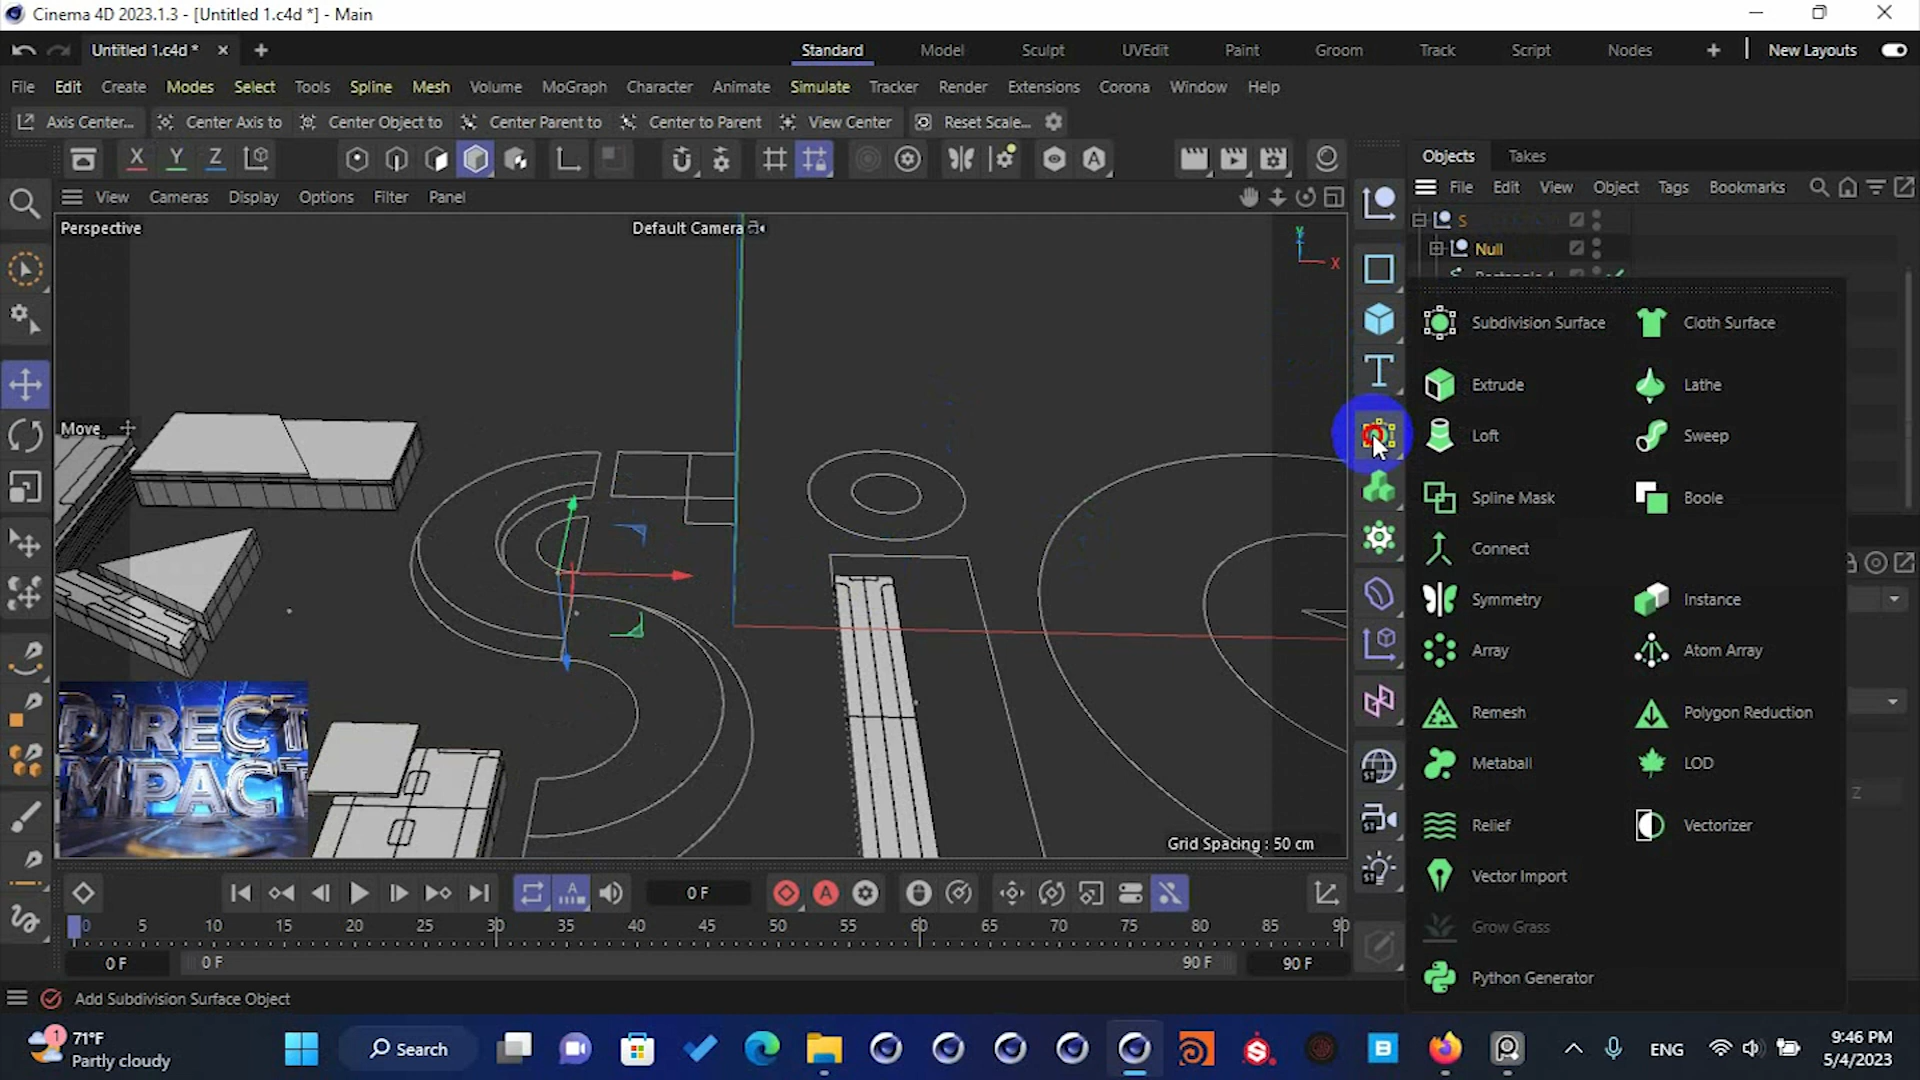 Cinema 4D 2023.1.3 - [Untitled 1.c4d *] - Main
Untitled 1.c4d *
Standard Model Sculpt UVEdit Paint Groom Track Script Nodes New Layouts
File Edit Create Modes Select Tools Spline Mesh Volume MoGraph Character Animate Simulate Tracker Render Extensions Corona Window Help
Axis Center... Center Axis to Center Object to Center Parent to Center to Parent View Center Reset Scale...
X Y Z
Objects Takes
View Cameras Display Options Filter Panel
File Edit View Object Tags Bookmarks
S
Null
Perspective
Default Camera
Y
X
Move
Subdivision Surface Cloth Surface
Extrude Lathe
Loft Sweep
Spline Mask Boole
Connect
Symmetry Instance
Array Atom Array
Remesh Polygon Reduction
Metaball LOD
Relief Vectorizer
Vector Import
Grow Grass
Python Generator
Z
DiRECT
MPACT
Grid Spacing : 50 cm
0 F
0 5 10 15 20 25 30 35 40 45 50 55 60 65 70 75 80 85 90
0 F 0 F 90 F 90 F
Add Subdivision Surface Object
71°F
Partly cloudy
Search
ENG
9:46 PM
5/4/2023